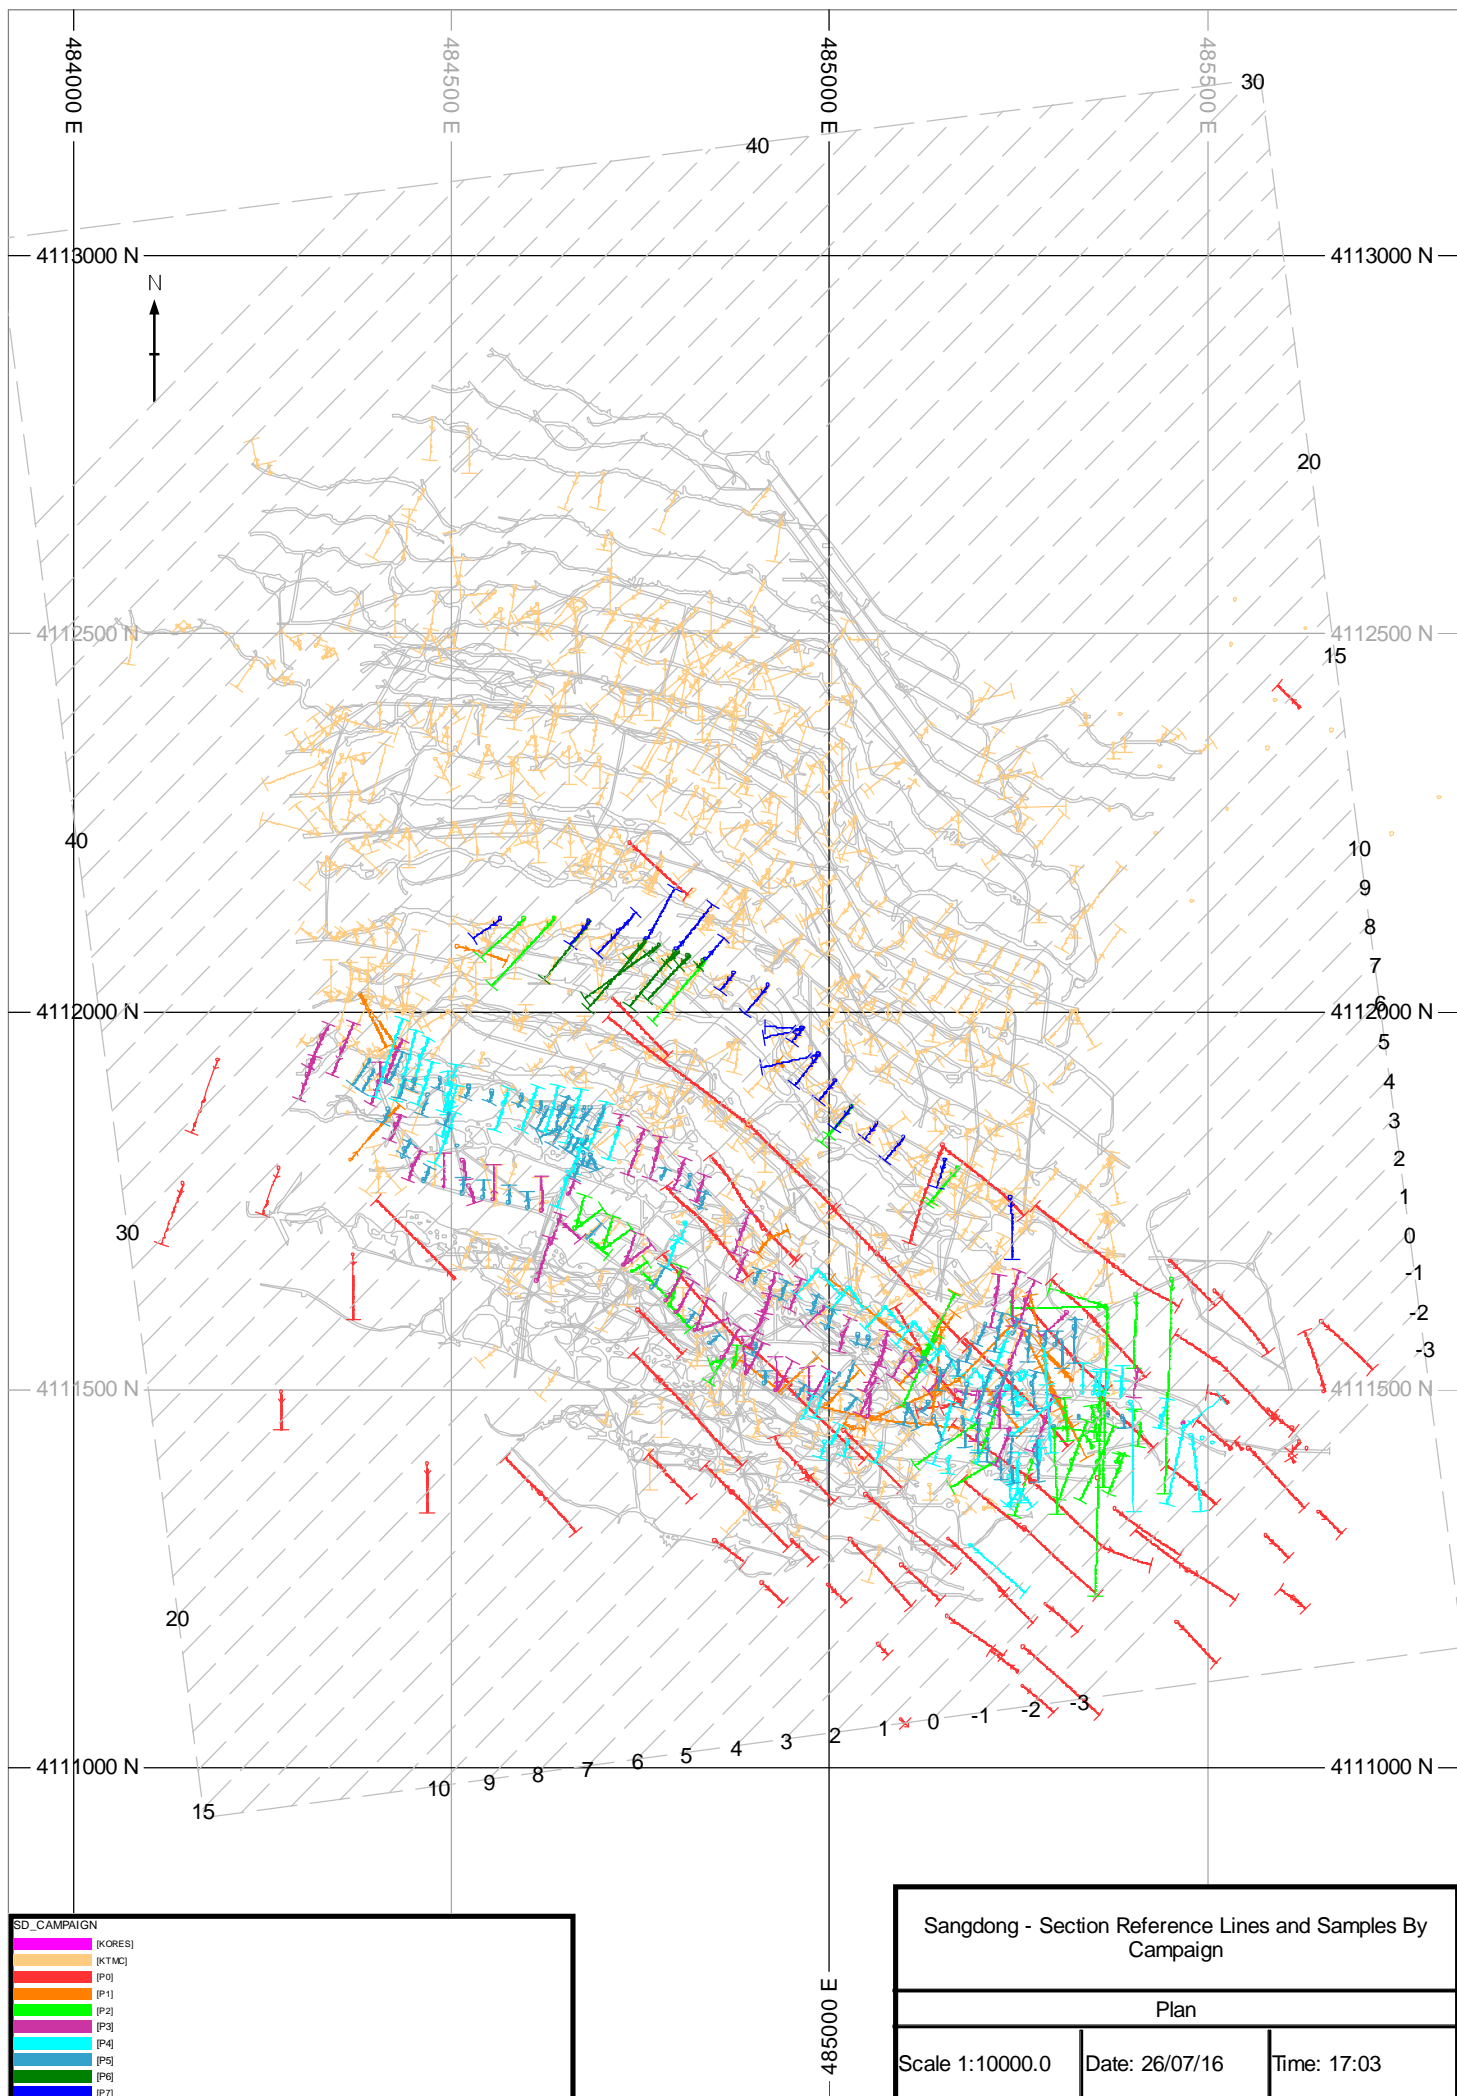 484000 E
484500 E
485000 E
485500 E
30
40
4113000 N
4113000 N
N
20
4112500 N
4112500 N
15
40
10
9
8
7
6
4112000 N
4112000 N
5
4
3
2
1
30
0
-1
-2
-3
4111500 N
4111500 N
20
-3
-2
-1
0
1
2
3
4
5
6
7
8
9
10
15
4111000 N
4111000 N
485000 E
SD_CAMPAIGN
[KORES]
[KTMC]
[P0]
[P1]
[P2]
[P3]
[P4]
[P5]
[P6]
[P7]
Sangdong - Section Reference Lines and Samples By
Campaign
Plan
Scale 1:10000.0
Date: 26/07/16
Time: 17:03